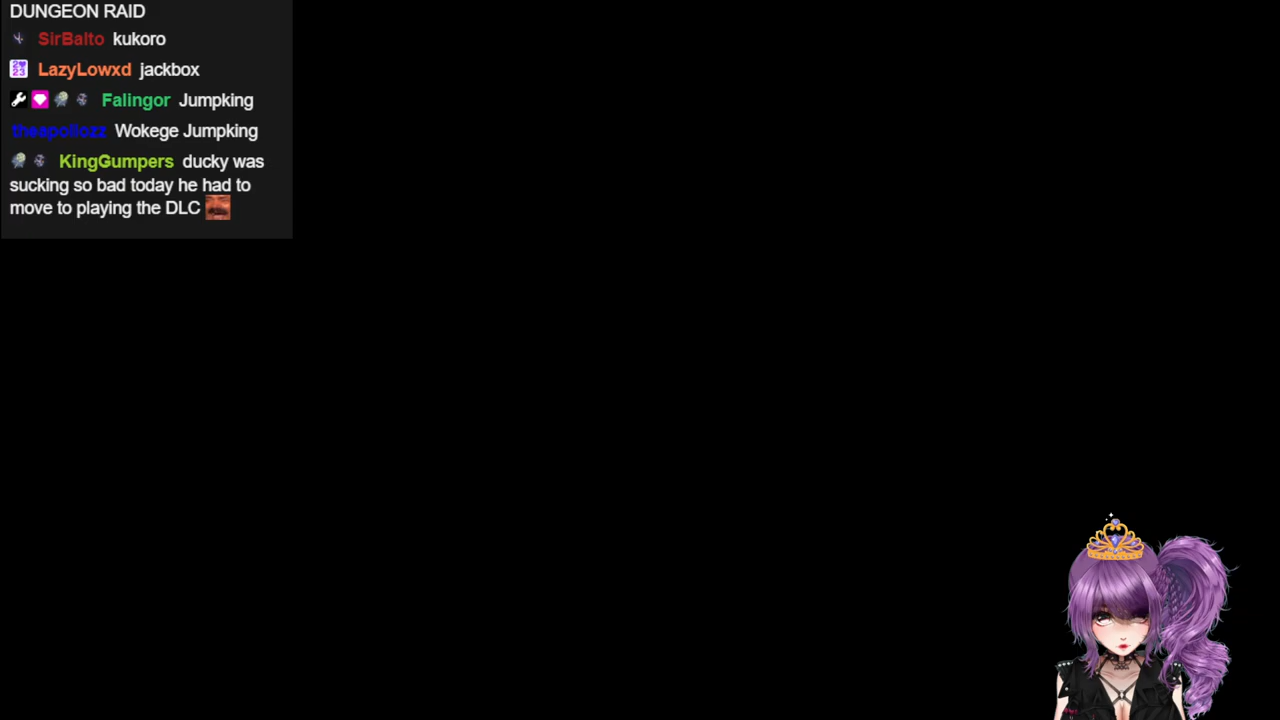 DUNGEON RAID
SirBalto kukoro
2023 LazyLowxd jackbox
Falingor Jumpking
theapollozz Wokege Jumpking
KingGumpers ducky was
sucking so bad today he had to
move to playing the DLC